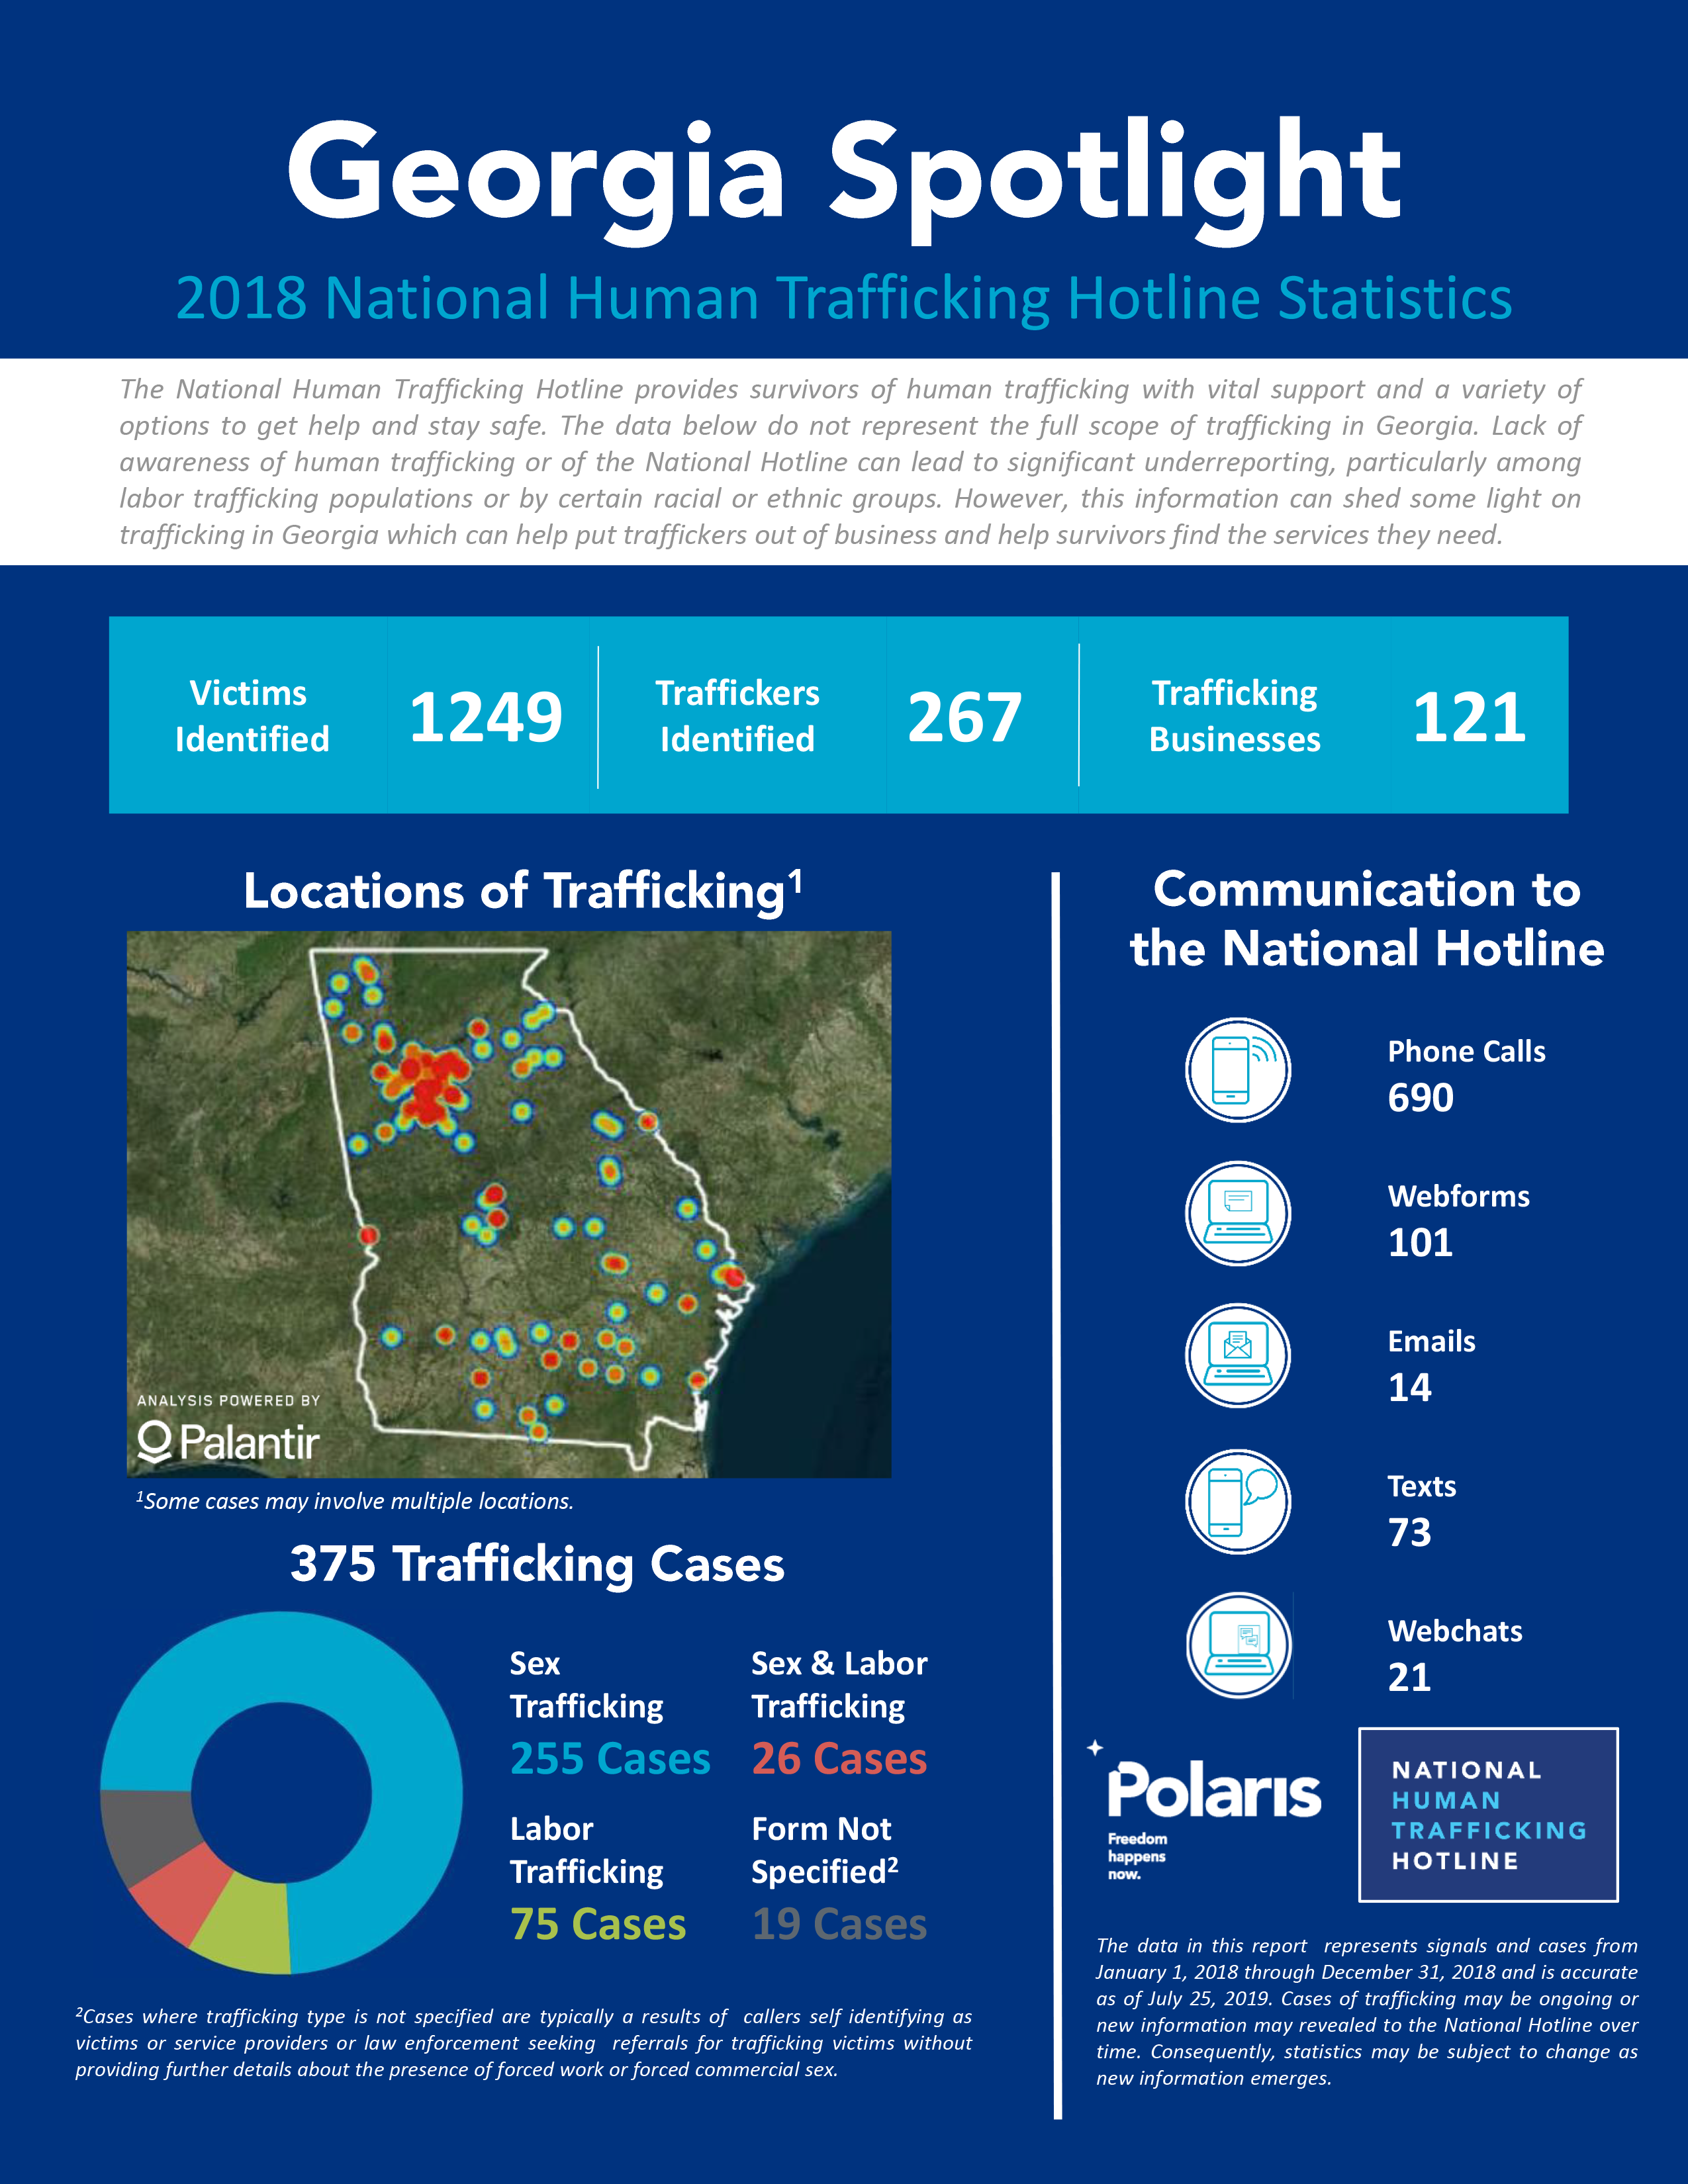 Georgia Spotlight
2018 National Human Trafficking Hotline Statistics
The National Human Trafficking Hotline provides survivors of human trafficking with vital support and a variety of
options to get help and stay safe. The data below do not represent the full scope of trafficking in Georgia. Lack of
awareness of human trafficking or of the National Hotline can lead to significant underreporting, particularly among
labor trafficking populations or by certain racial or ethnic groups. However, this information can shed some light on
trafficking in Georgia which can help put traffickers out of business and help survivors find the services they need.
Victims
Identified
1249
Traffickers
Identified
267
Trafficking
Businesses
121
Locations of Trafficking¹
ANALYSIS POWERED BY
Palantir
¹Some cases may involve multiple locations.
375 Trafficking Cases
Sex
Trafficking
255 Cases
Sex & Labor
Trafficking
26 Cases
Labor
Trafficking
75 Cases
Form Not
Specified²
19 Cases
²Cases where trafficking type is not specified are typically a results of callers self identifying as
victims or service providers or law enforcement seeking referrals for trafficking victims without
providing further details about the presence of forced work or forced commercial sex.
Communication to
the National Hotline
Phone Calls
690
Webforms
101
Emails
14
Texts
73
Webchats
21
Polaris
Freedom
happens
now.
NATIONAL
HUMAN
TRAFFICKING
HOTLINE
The data in this report represents signals and cases from
January 1, 2018 through December 31, 2018 and is accurate
as of July 25, 2019. Cases of trafficking may be ongoing or
new information may revealed to the National Hotline over
time. Consequently, statistics may be subject to change as
new information emerges.